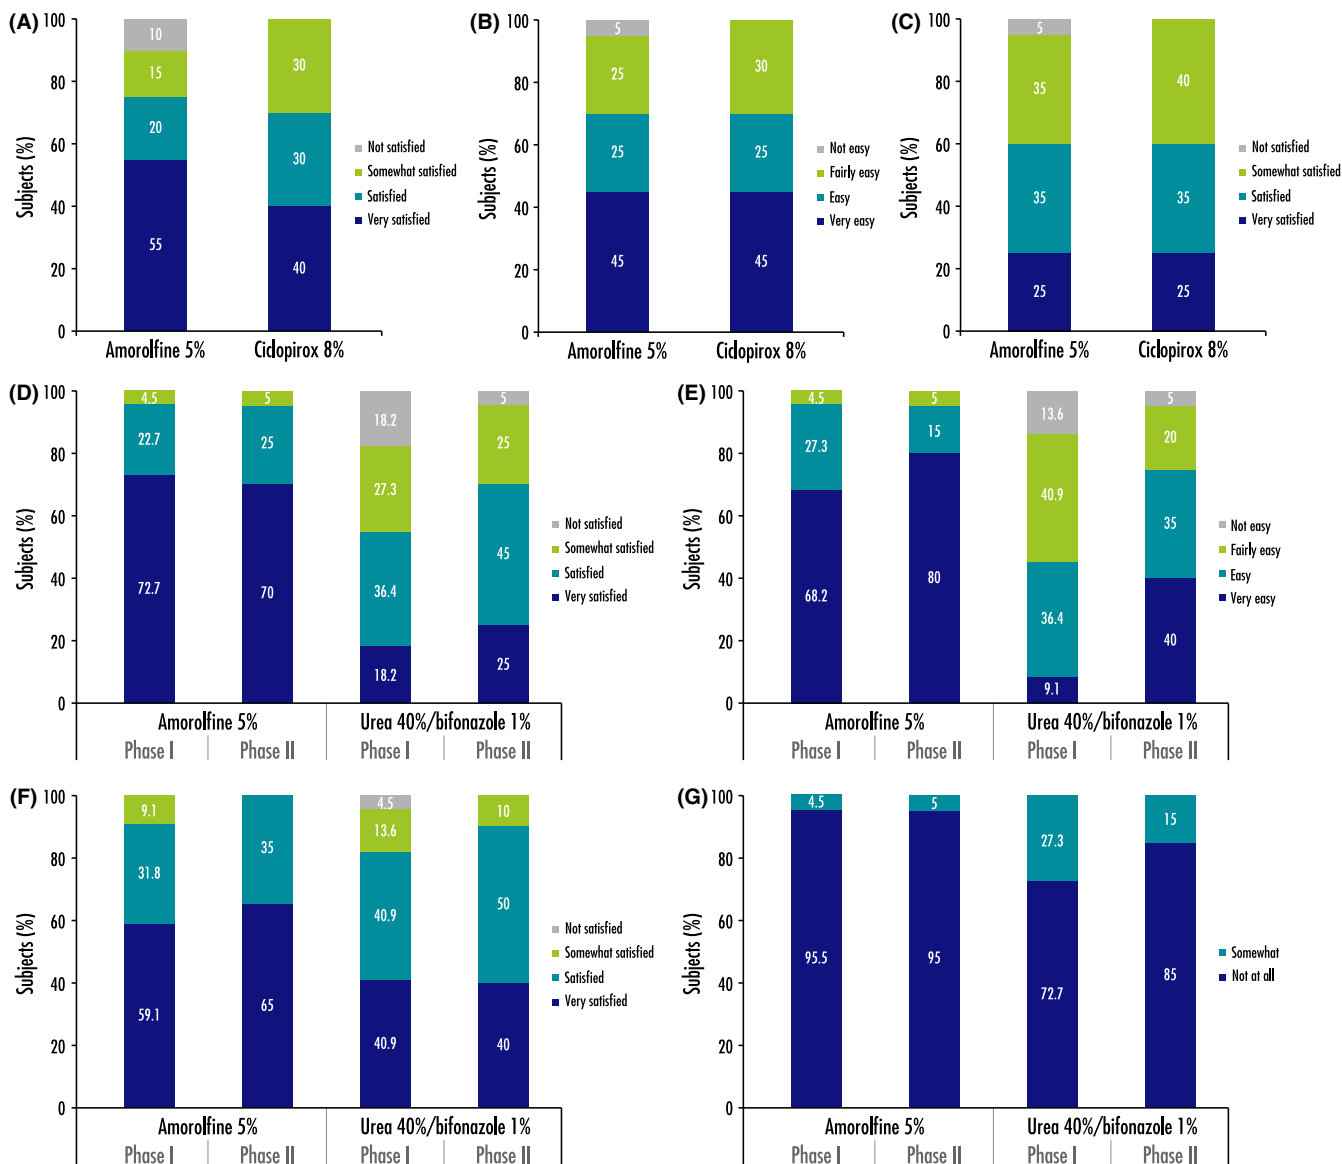 (A)
Subjects (%)
100
80
60
40
20
0
10
15
20
55
30
30
40
Amorolfine 5%
Ciclopirox 8%
Not satisfied
Somewhat satisfied
Satisfied
Very satisfied
(B)
Subjects (%)
100
80
60
40
20
0
5
25
25
45
30
25
45
Amorolfine 5%
Ciclopirox 8%
Not easy
Fairly easy
Easy
Very easy
(C)
Subjects (%)
100
80
60
40
20
0
5
35
35
25
40
35
25
Amorolfine 5%
Ciclopirox 8%
Not satisfied
Somewhat satisfied
Satisfied
Very satisfied
(D)
Subjects (%)
100
80
60
40
20
0
4.5
22.7
72.7
5
25
70
18.2
27.3
36.4
18.2
5
25
45
25
Amorolfine 5%
Urea 40%/bifonazole 1%
Phase I
Phase II
Phase I
Phase II
Not satisfied
Somewhat satisfied
Satisfied
Very satisfied
(E)
Subjects (%)
100
80
60
40
20
0
4.5
27.3
68.2
5
15
80
13.6
40.9
36.4
9.1
5
20
35
40
Amorolfine 5%
Urea 40%/bifonazole 1%
Phase I
Phase II
Phase I
Phase II
Not easy
Fairly easy
Easy
Very easy
(F)
Subjects (%)
100
80
60
40
20
0
9.1
31.8
59.1
35
65
4.5
13.6
40.9
40.9
10
50
40
Amorolfine 5%
Urea 40%/bifonazole 1%
Phase I
Phase II
Phase I
Phase II
Not satisfied
Somewhat satisfied
Satisfied
Very satisfied
(G)
Subjects (%)
100
80
60
40
20
0
4.5
95.5
5
95
27.3
72.7
15
85
Amorolfine 5%
Urea 40%/bifonazole 1%
Phase I
Phase II
Phase I
Phase II
Somewhat
Not at all